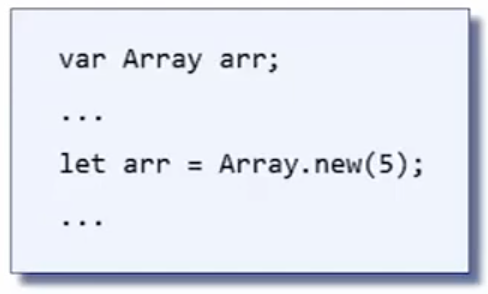 var Array arr;
...
let arr = Array.new(5);
...